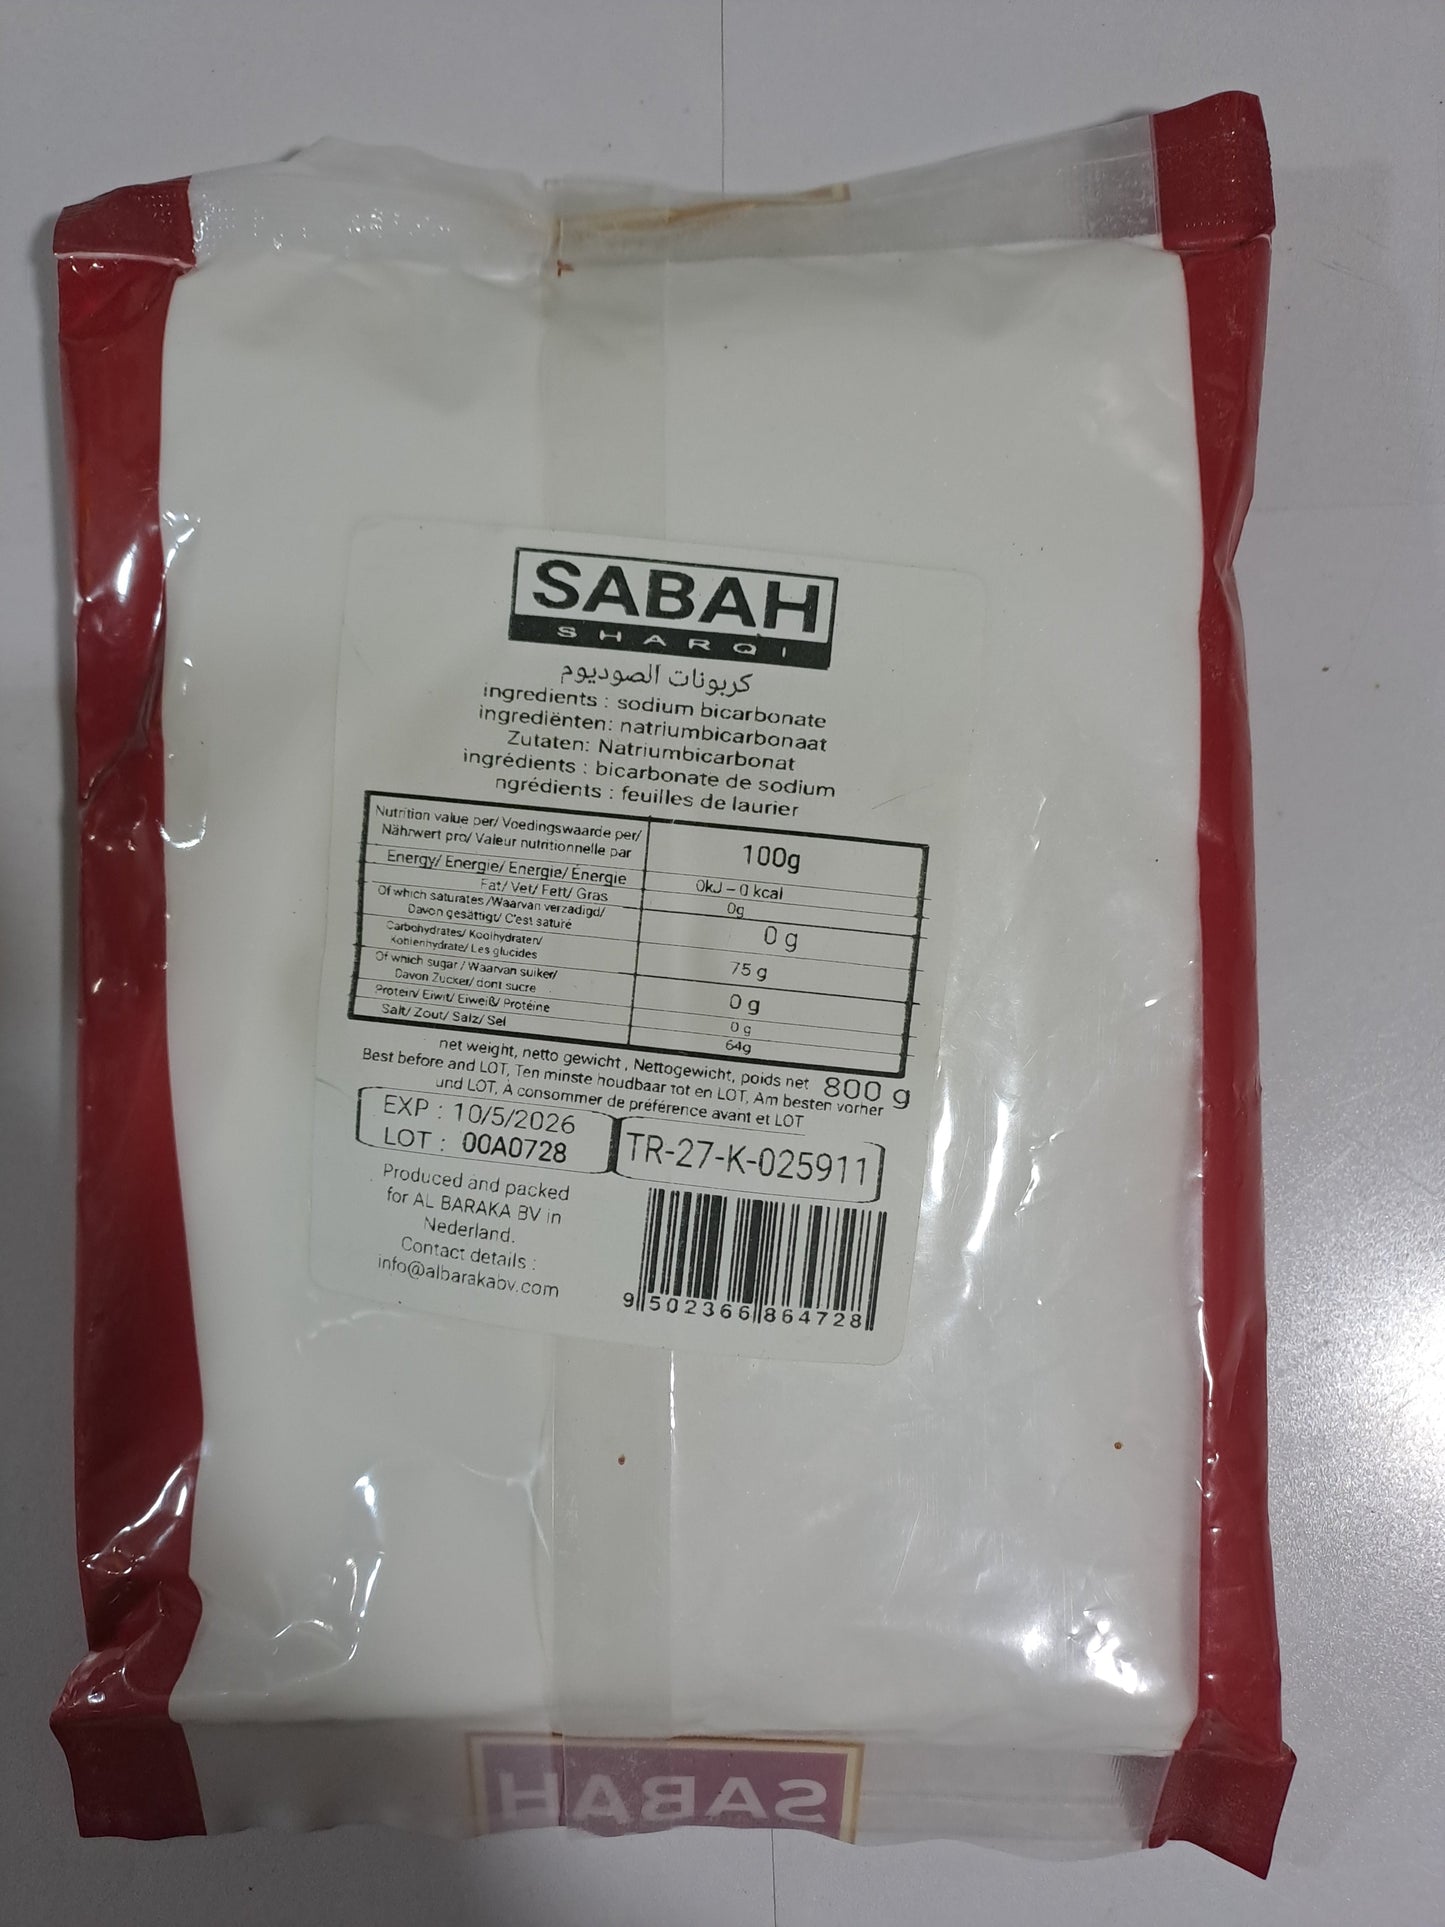 SABAH
SHARQI
كربونات الصوديوم
ingredients : sodium bicarbonate
ingrediënten: natriumbicarbonaat
Zutaten: Natriumbicarbonat
ingrédients : bicarbonate de sodium
ngrédients : feuilles de laurier
Nutrition value per/ Voedingswaarde per/
Nährwert pro/ Valeur nutritionnelle par
100g
Energy/ Energie/ Energie/ Énergie
0kJ – 0 kcal
Fat/ Vet/ Fett/ Gras
0g
Of which saturates /Waarvan verzadigd/
Davon gesättigt/ C'est saturé
0 g
Carbohydrates/ Koolhydraten/
Kohlenhydrate/ Les glucides
75 g
Of which sugar / Waarvan suiker/
Davon Zucker/ dont sucre
0 g
Protein/ Eiwit/ Eiweiß/ Protéine
0 g
Salt/ Zout/ Salz/ Sel
64g
net weight, netto gewicht , Nettogewicht, poids net 800 g
Best before and LOT, Ten minste houdbaar tot en LOT, Am besten vorher
und LOT, À consommer de préférence avant et LOT
EXP : 10/5/2026
LOT : 00A0728
TR-27-K-025911
Produced and packed
for AL BARAKA BV in
Nederland.
Contact details :
info@albarakabv.com
9 502366 864728
SABAH